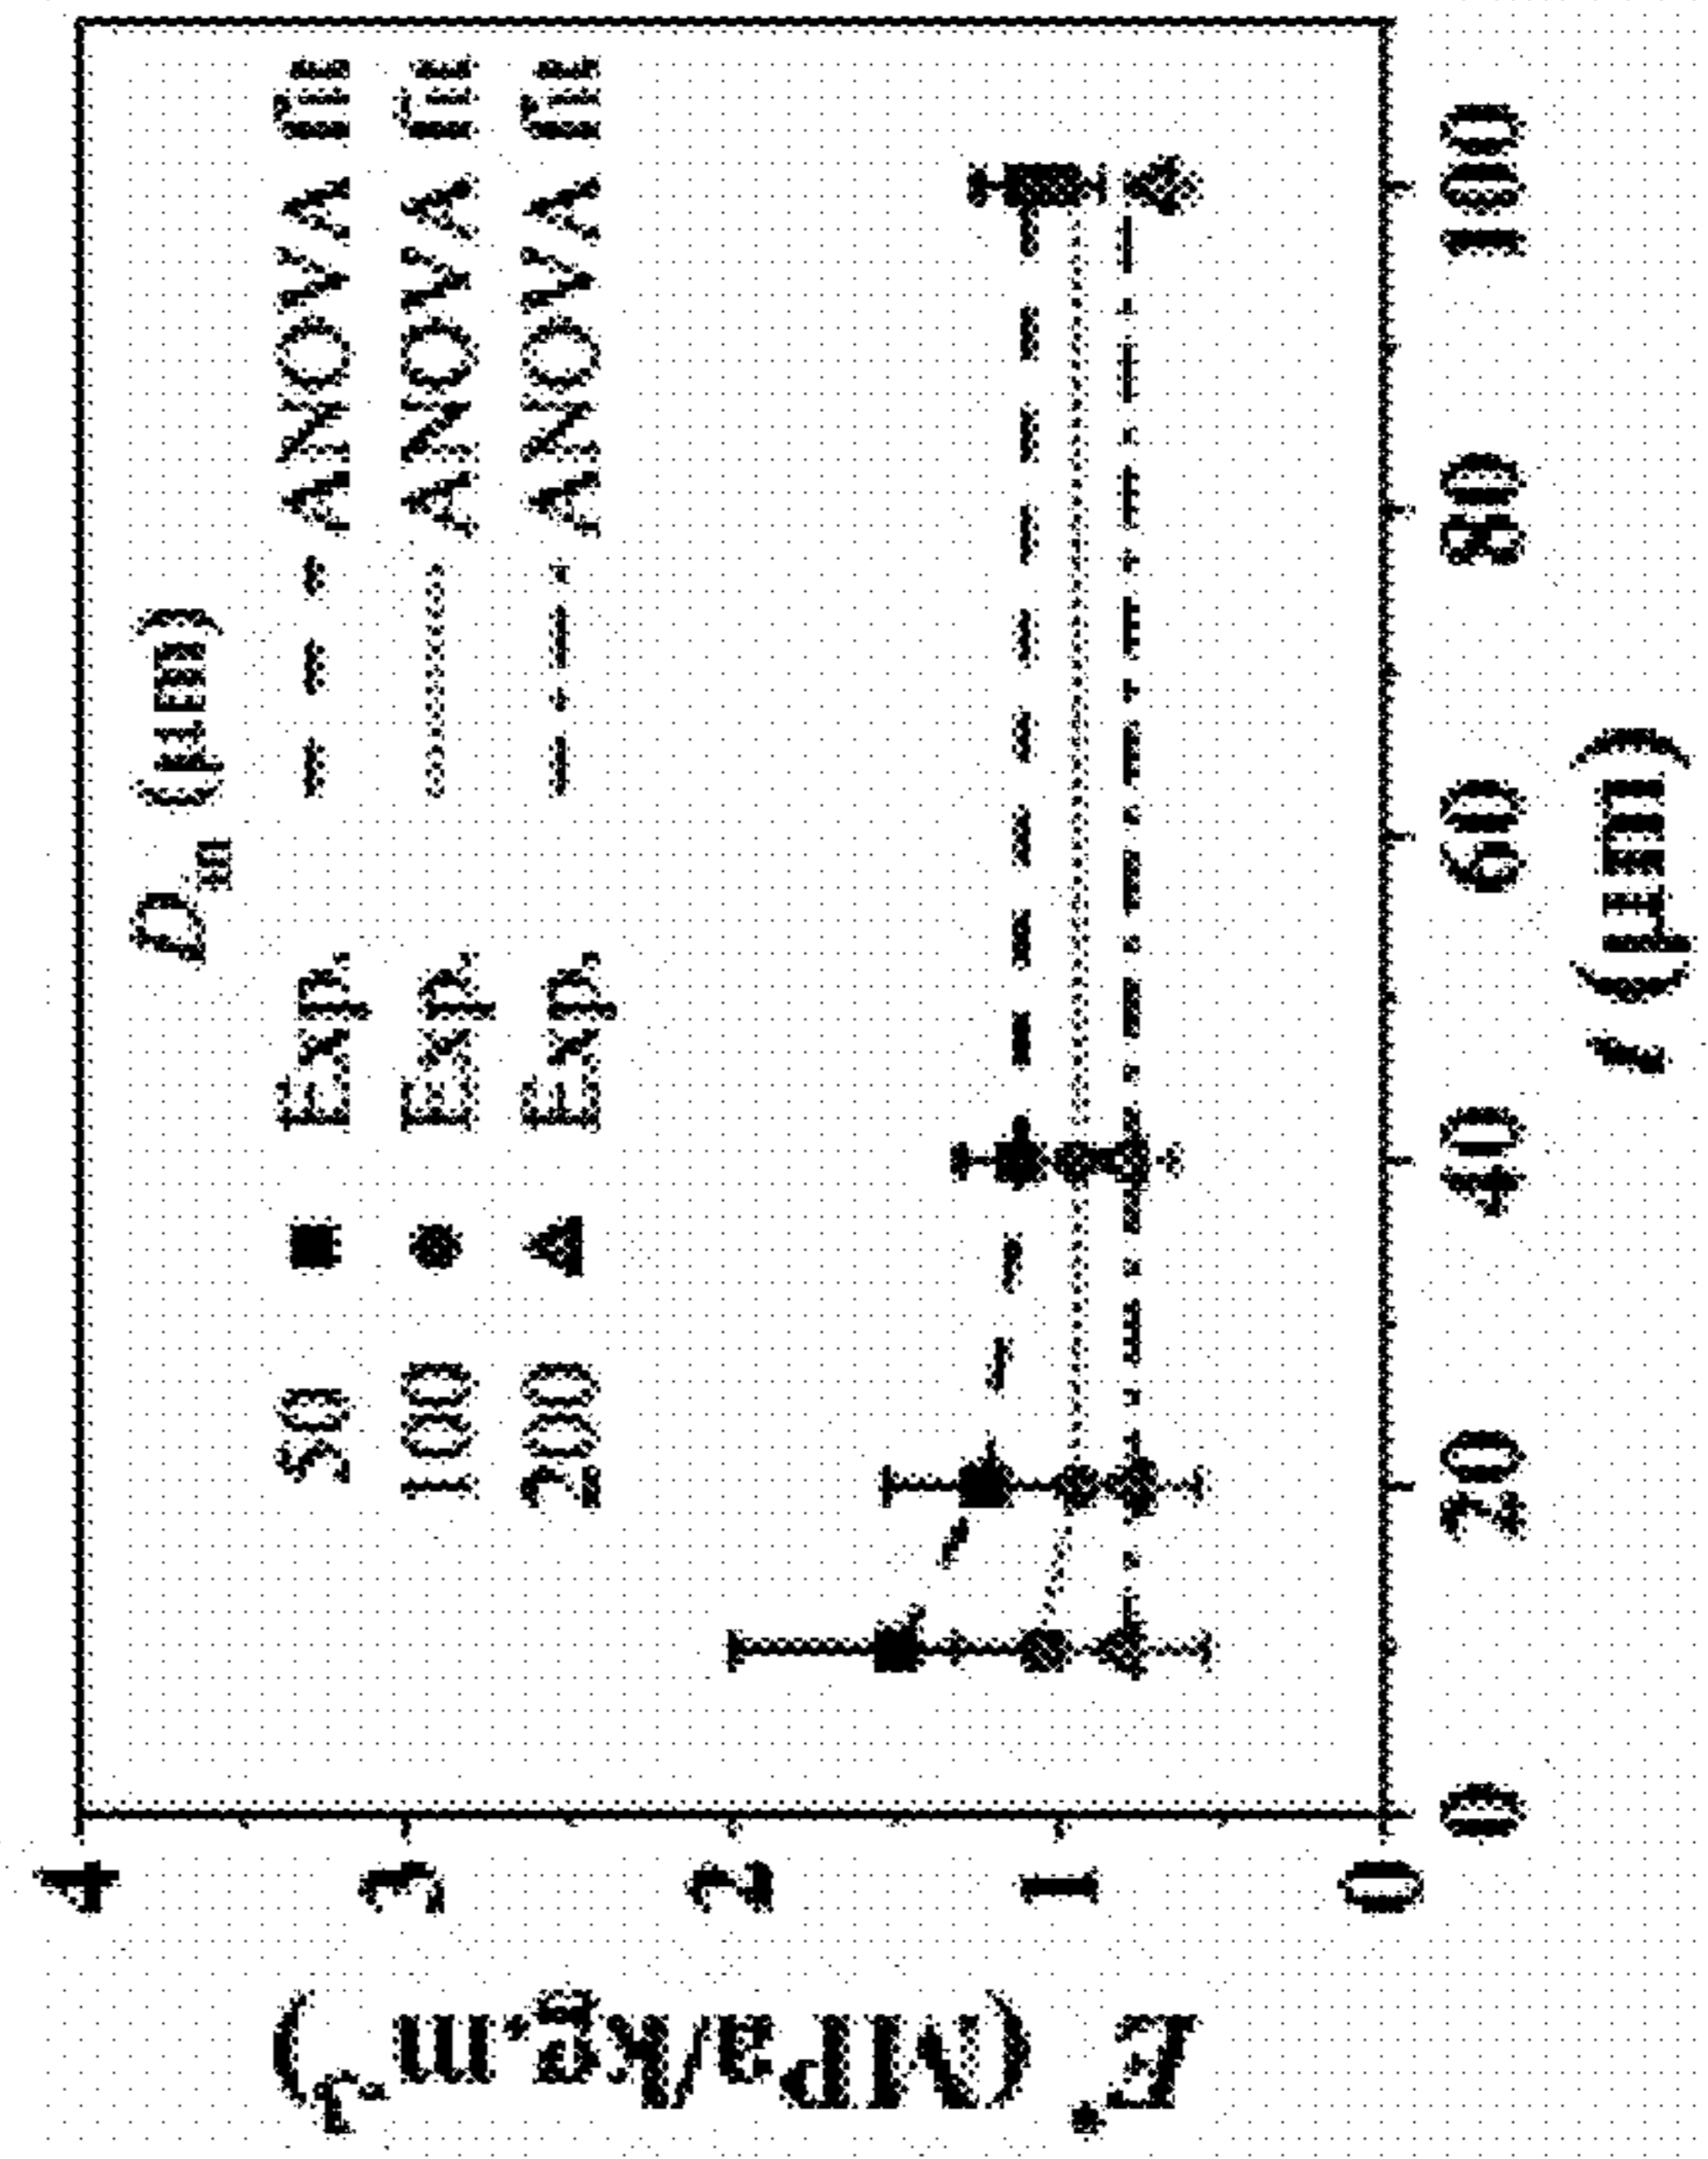 D_m (μm)
50 Exp. ANOVA fit
100 Exp. ANOVA fit
200 Exp. ANOVA fit
4
3
2
1
0
E* (MPa/kg.m⁻³)
0 20 40 60 80 100
l (μm)